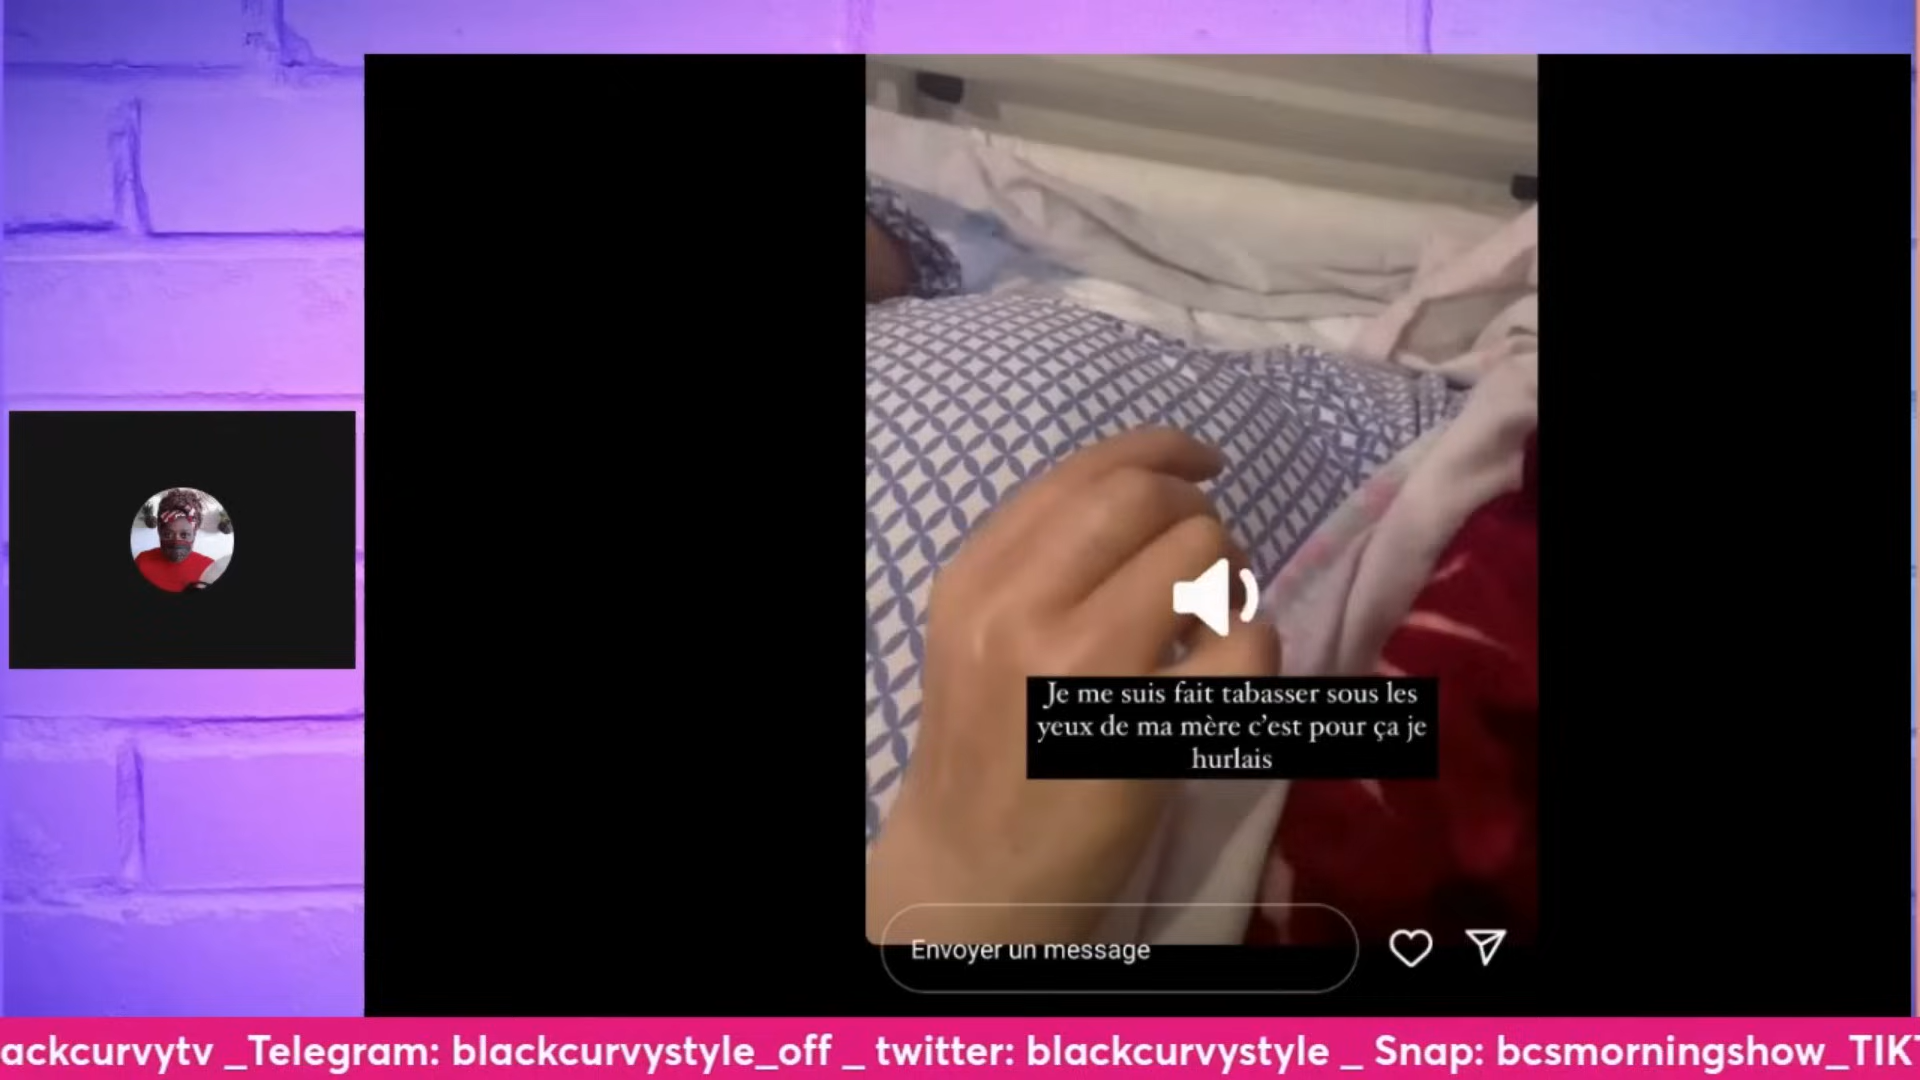 Je me suis fait tabasser sous les
yeux de ma mère c'est pour ça je
hurlais
Envoyer un message
ackcurvytv _Telegram: blackcurvystyle_off _ twitter: blackcurvystyle _ Snap: bcsmorningshow_TIK